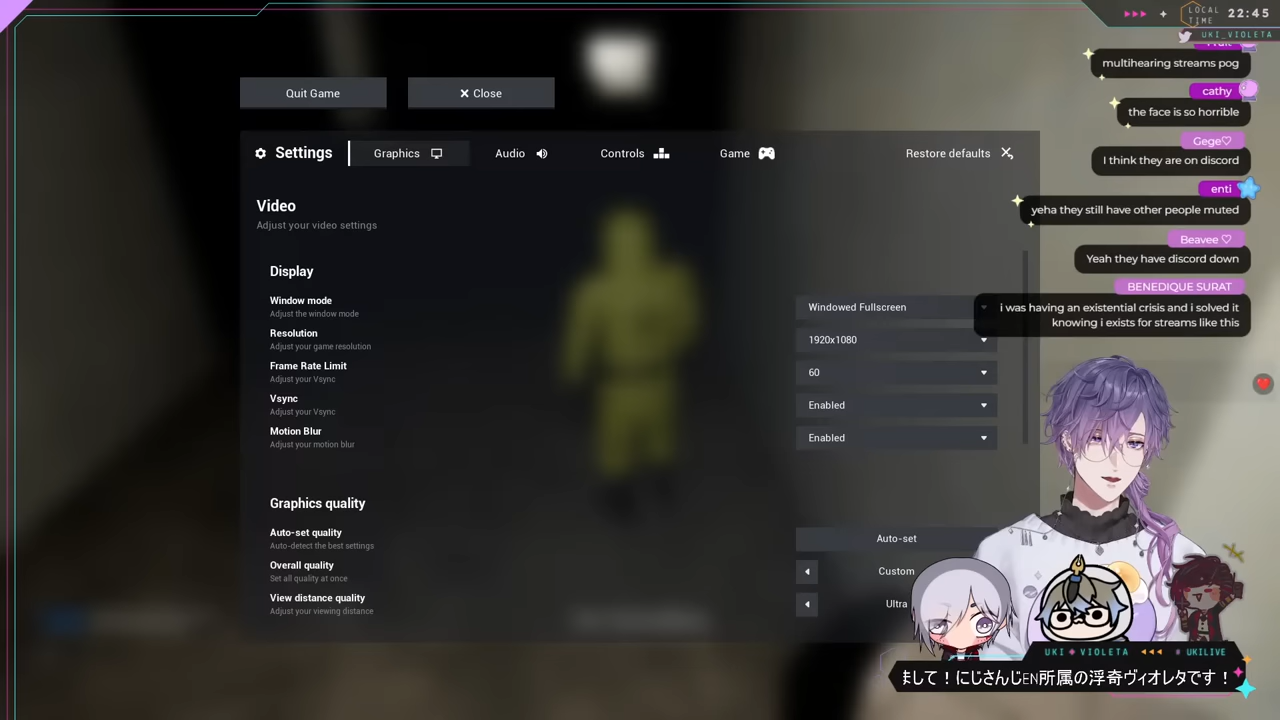 LOCAL
TIME
22:45
UKI_VIOLETA
multihearing streams pog
cathy
the face is so horrible
Gege♡
I think they are on discord
enti
yeha they still have other people muted
Beavee ♡
Yeah they have discord down
BENEDIQUE SURAT
i was having an existential crisis and i solved it
knowing i exists for streams like this
Quit Game
Close
Settings
Graphics
Audio
Controls
Game
Restore defaults
Video
Adjust your video settings
Display
Window mode
Adjust the window mode
Windowed Fullscreen
Resolution
Adjust your game resolution
1920x1080
Frame Rate Limit
Adjust your Vsync
60
Vsync
Adjust your Vsync
Enabled
Motion Blur
Adjust your motion blur
Enabled
Graphics quality
Auto-set quality
Auto-detect the best settings
Auto-set
Overall quality
Set all quality at once
Custom
View distance quality
Adjust your viewing distance
Ultra
UKI VIOLETA
# UKILIVE
まして！にじさんじEN所属の浮奇ヴィオレタです！